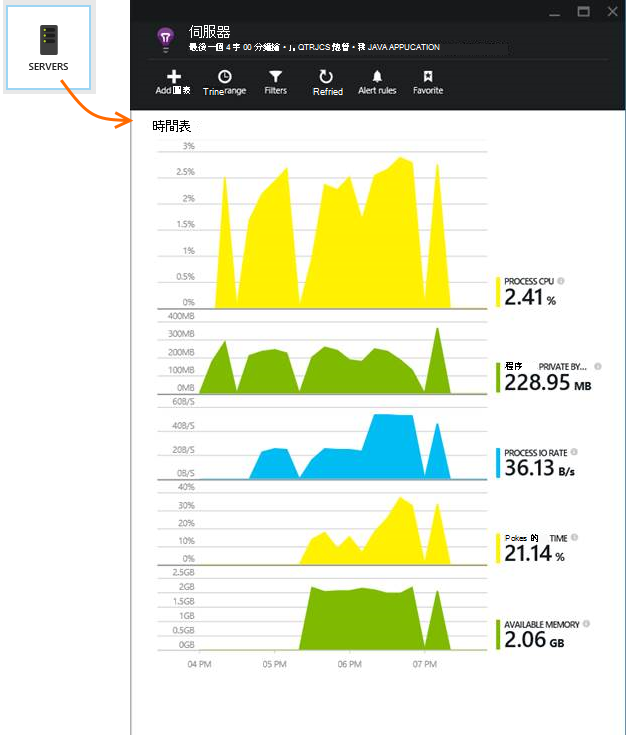 SERVERS
伺服器
最後一個 4 字 00 分鐘繪，」。QTRJCS 總督，我 JAVA APPUCATION
Add 圖表
Trinerange
Filters
Refried
Alert rules
Favorite
時間表
3%
2.5%
2%
1.5%
1%
0.5%
0%
PROCESS CPU
2.41 %
400MB
300MB
200MB
100MB
0MB
程序 PRIVATE BY...
228.95 MB
60B/S
40B/S
20B/S
0B/S
PROCESS IO RATE
36.13 B/s
40%
30%
20%
10%
0%
Pokes 的 TIME
21.14 %
2.5GB
2GB
1.5GB
1GB
0.5GB
0GB
AVAILABLE MEMORY
2.06 GB
04 PM 05 PM 06 PM 07 PM